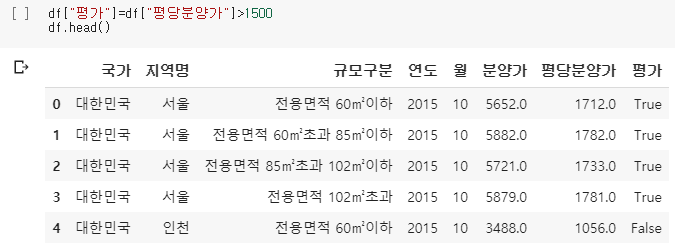 [ ] df["평가"]=df["평당분양가"]>1500
df.head()
국가 지역명 규모구분 연도 월 분양가 평당분양가 평가
0 대한민국 서울 전용면적 60㎡이하 2015 10 5652.0 1712.0 True
1 대한민국 서울 전용면적 60㎡초과 85㎡이하 2015 10 5882.0 1782.0 True
2 대한민국 서울 전용면적 85㎡초과 102㎡이하 2015 10 5721.0 1733.0 True
3 대한민국 서울 전용면적 102㎡초과 2015 10 5879.0 1781.0 True
4 대한민국 인천 전용면적 60㎡이하 2015 10 3488.0 1056.0 False